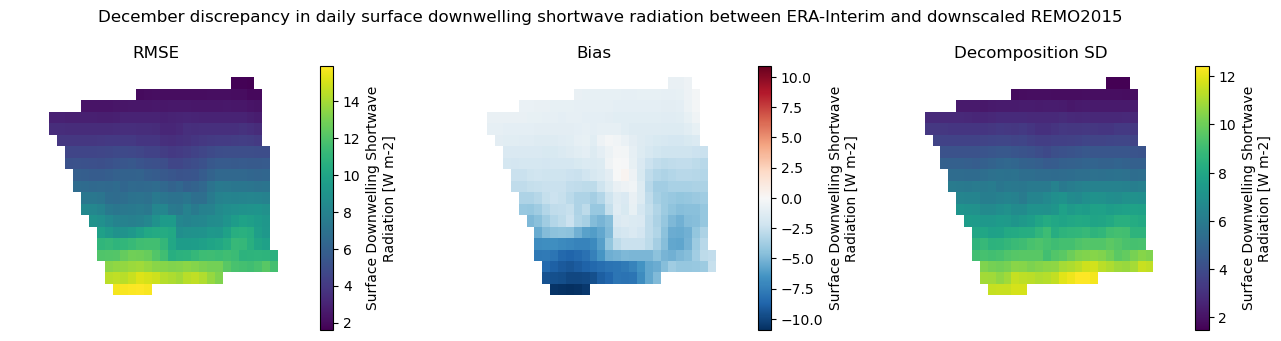 December discrepancy in daily surface downwelling shortwave radiation between ERA-Interim and downscaled REMO2015
RMSE
14
12
10
8
6
4
2
Surface Downwelling Shortwave
Radiation [W m-2]
Bias
10.0
7.5
5.0
2.5
0.0
−2.5
−5.0
−7.5
−10.0
Surface Downwelling Shortwave
Radiation [W m-2]
Decomposition SD
12
10
8
6
4
2
Surface Downwelling Shortwave
Radiation [W m-2]